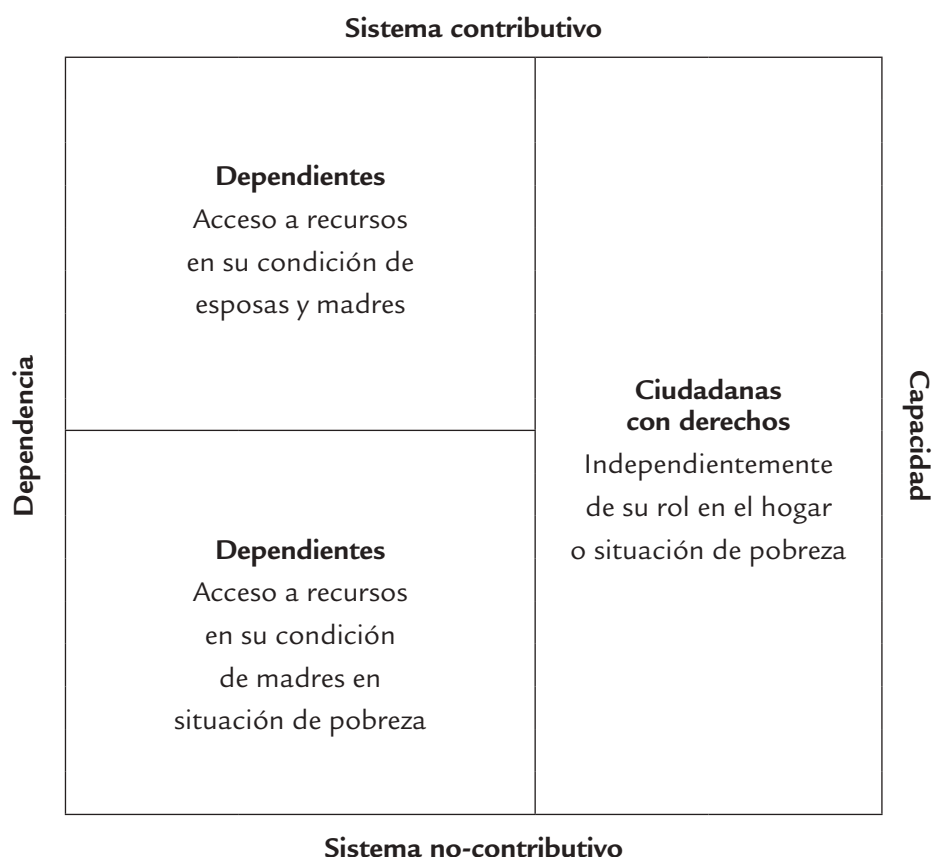 Sistema contributivo
Dependientes
Acceso a recursos
en su condición de
esposas y madres
Dependencia
Ciudadanas
con derechos
Independientemente
de su rol en el hogar
o situación de pobreza
Capacidad
Dependientes
Acceso a recursos
en su condición
de madres en
situación de pobreza
Sistema no-contributivo